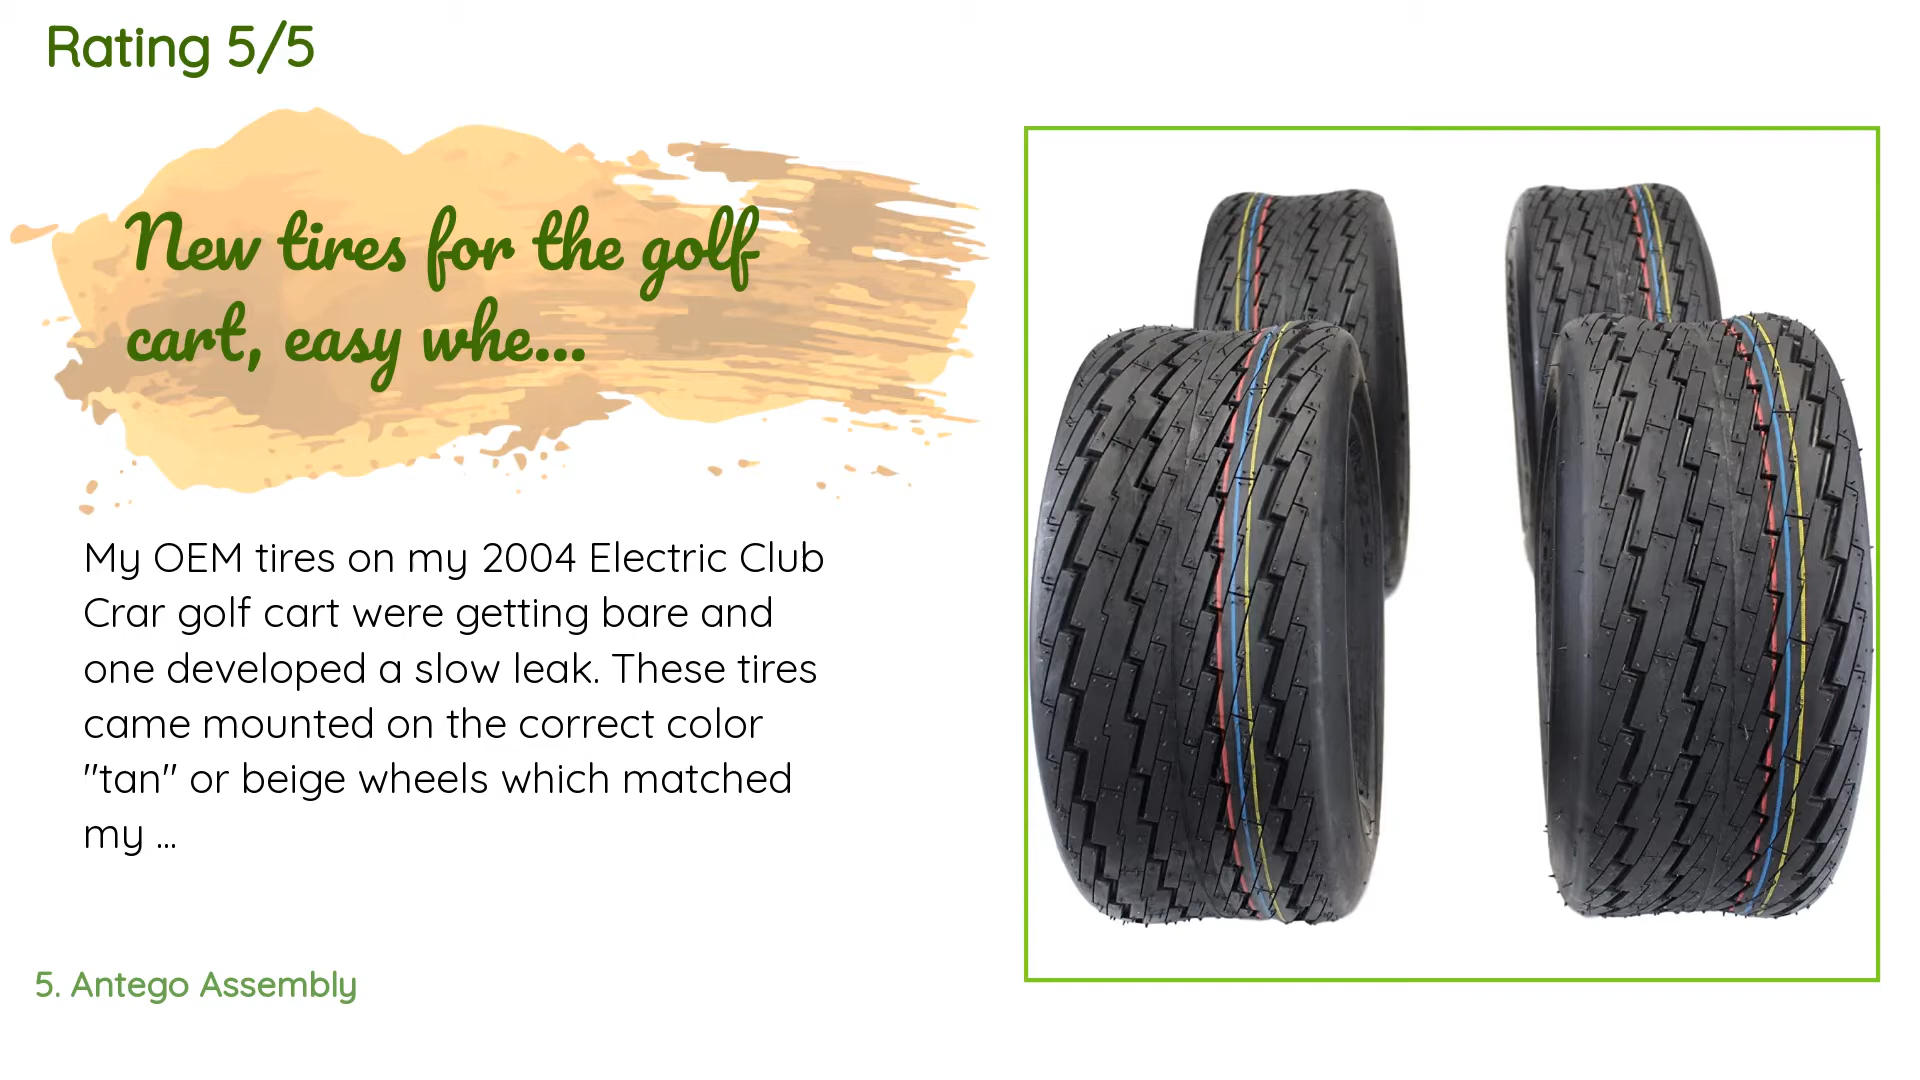 Rating 5/5
New tires for the golf
cart, easy whe...
My OEM tires on my 2004 Electric Club
Crar golf cart were getting bare and
one developed a slow leak. These tires
came mounted on the correct color
"tan" or beige wheels which matched
my ...
5. Antego Assembly